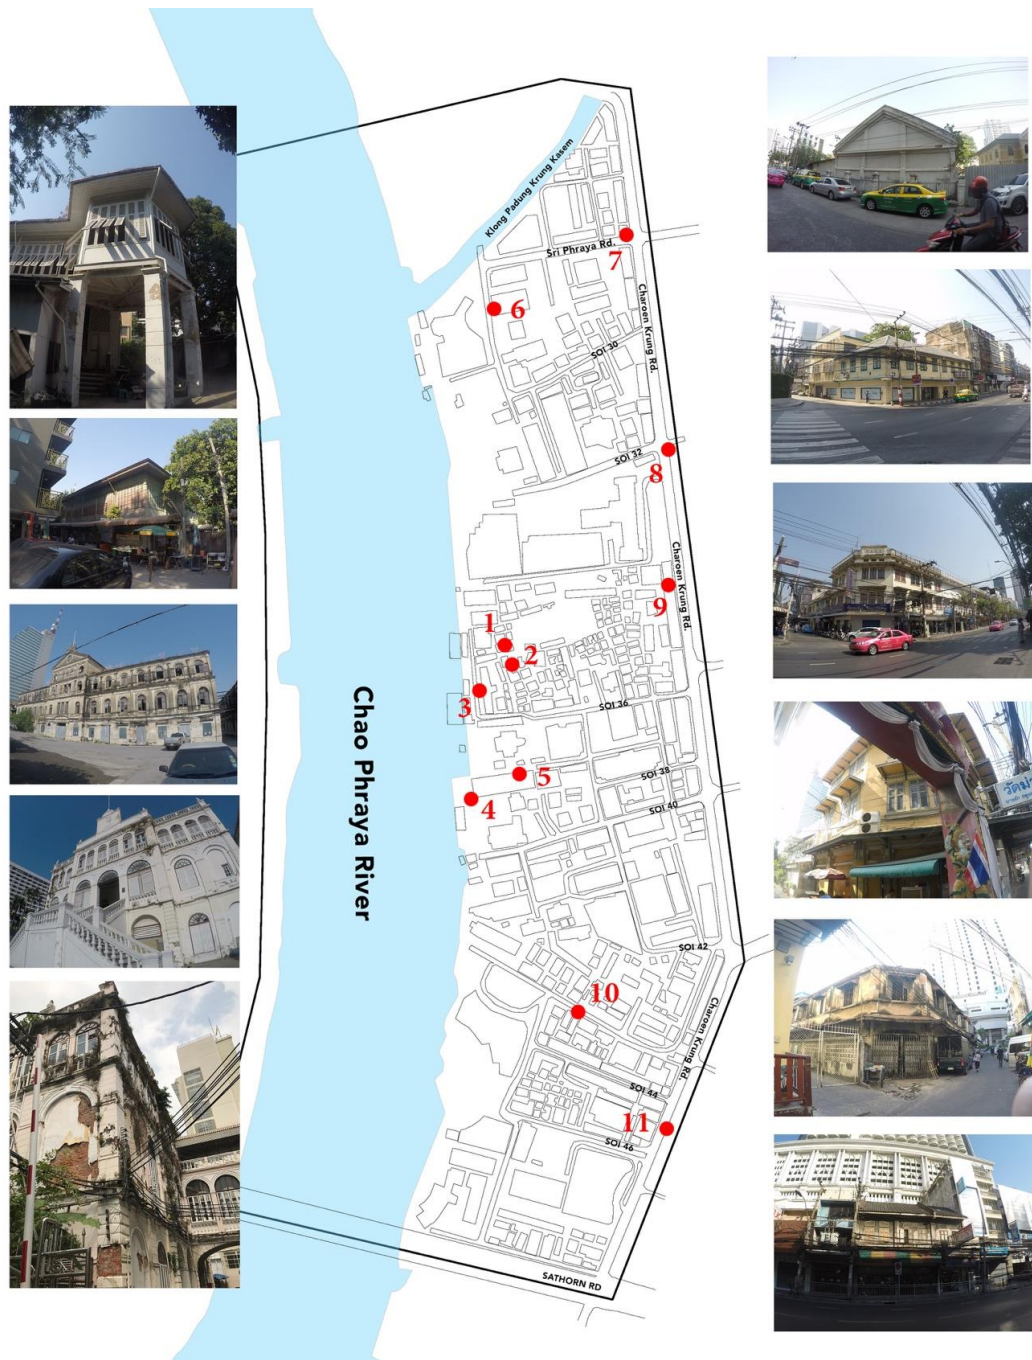 Klong Padung Krung Kasem
Sri Phraya Rd.
7
6
Charoen Krung Rd.
SOI 30
SOI 32
8
Charoen Krung Rd.
9
1
2
3
SOI 36
Chao Phraya River
5
SOI 38
4
SOI 40
SOI 42
10
Charoen Krung Rd.
SOI 44
11
SOI 46
SATHORN RD